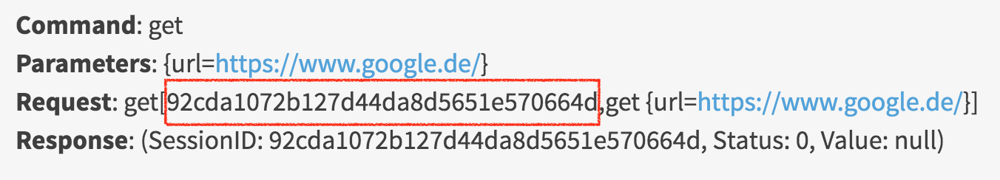 Command: get
Parameters: {url=https://www.google.de/}
Request: get[92cda1072b127d44da8d5651e570664d,get {url=https://www.google.de/}]
Response: (SessionID: 92cda1072b127d44da8d5651e570664d, Status: 0, Value: null)